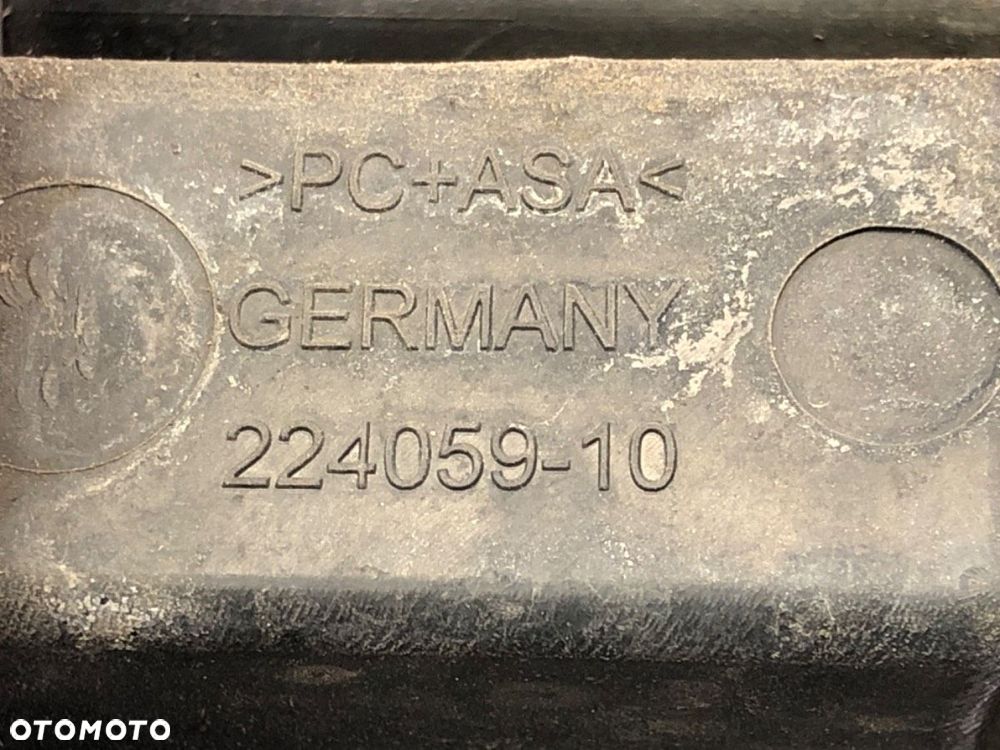 >PC+ASA<
GERMANY
224059-10
OTOMOTO